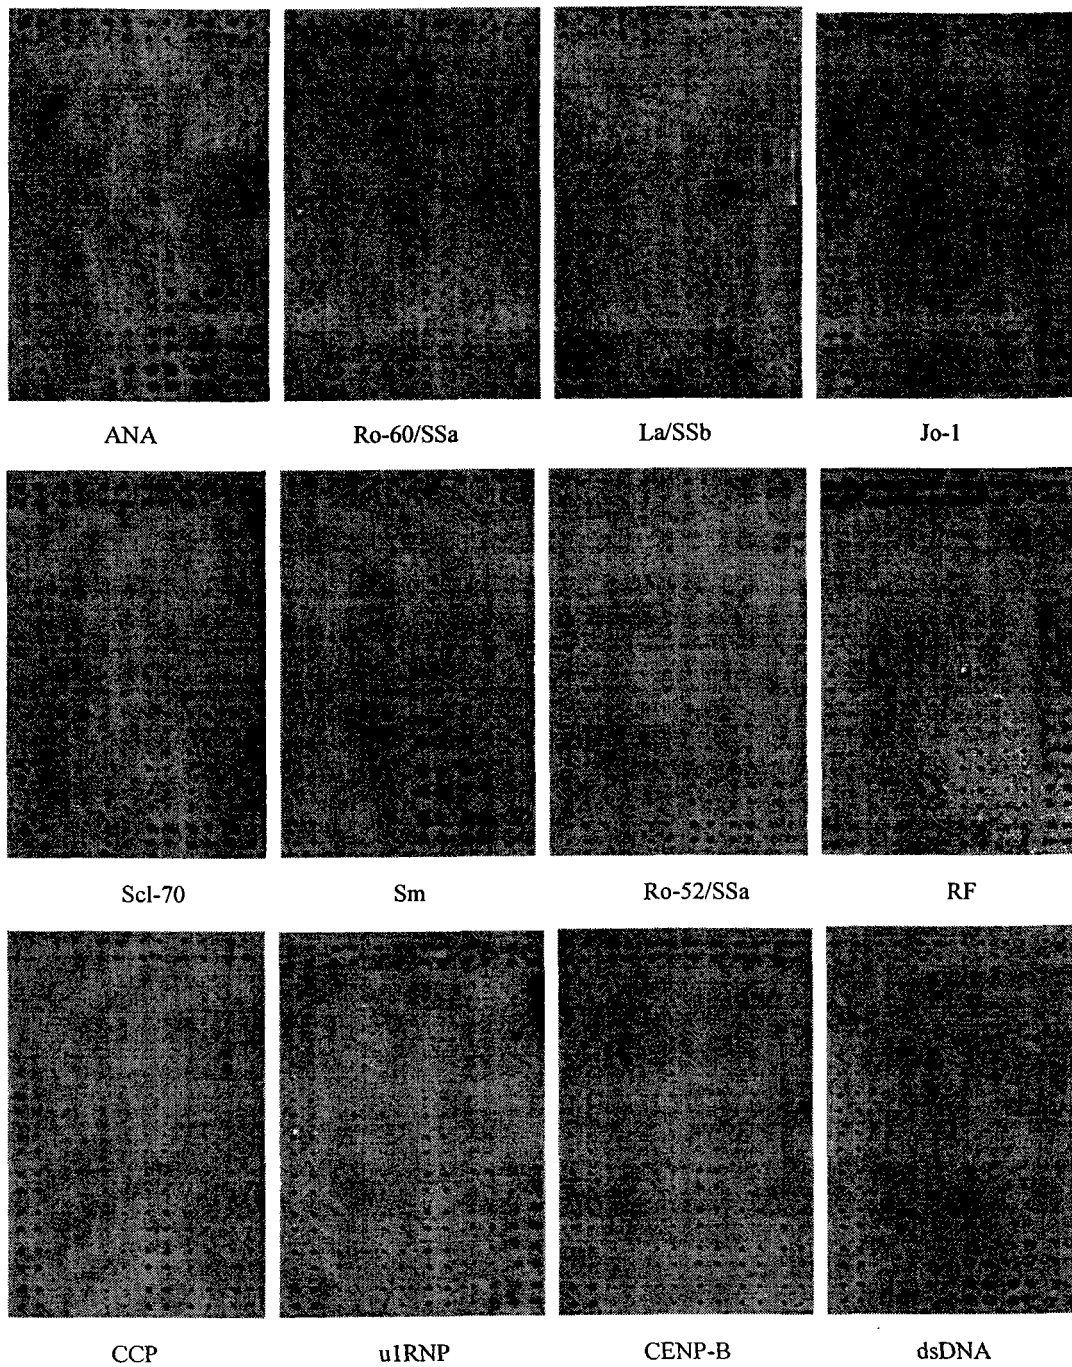 ANA Ro-60/SSa La/SSb Jo-1
Scl-70 Sm Ro-52/SSa RF
CCP u1RNP CENP-B dsDNA